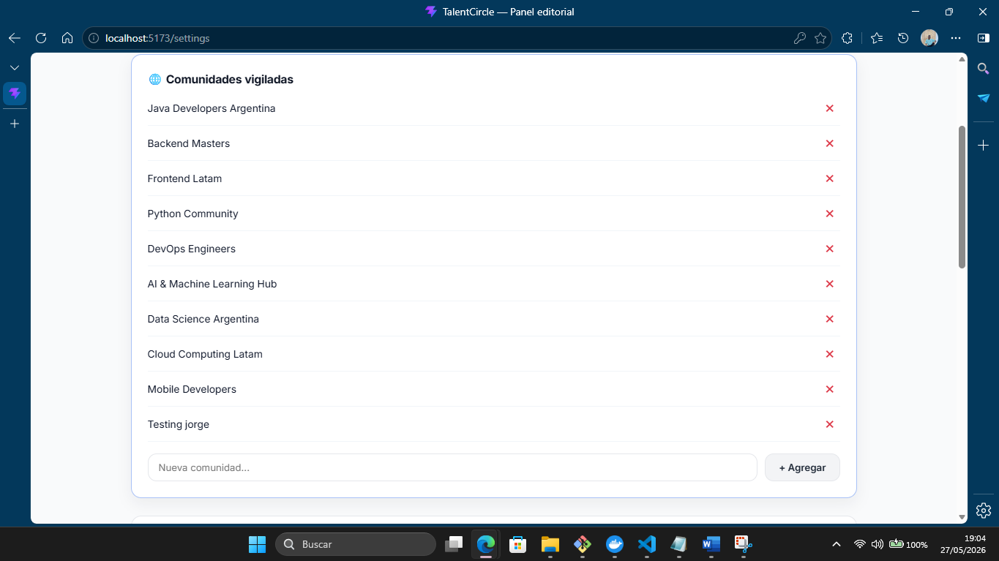 TalentCircle — Panel editorial
localhost:5173/settings
Comunidades vigiladas
Java Developers Argentina
Backend Masters
Frontend Latam
Python Community
DevOps Engineers
AI & Machine Learning Hub
Data Science Argentina
Cloud Computing Latam
Mobile Developers
Testing jorge
Nueva comunidad...
+ Agregar
Buscar
100%
19:04
27/05/2026